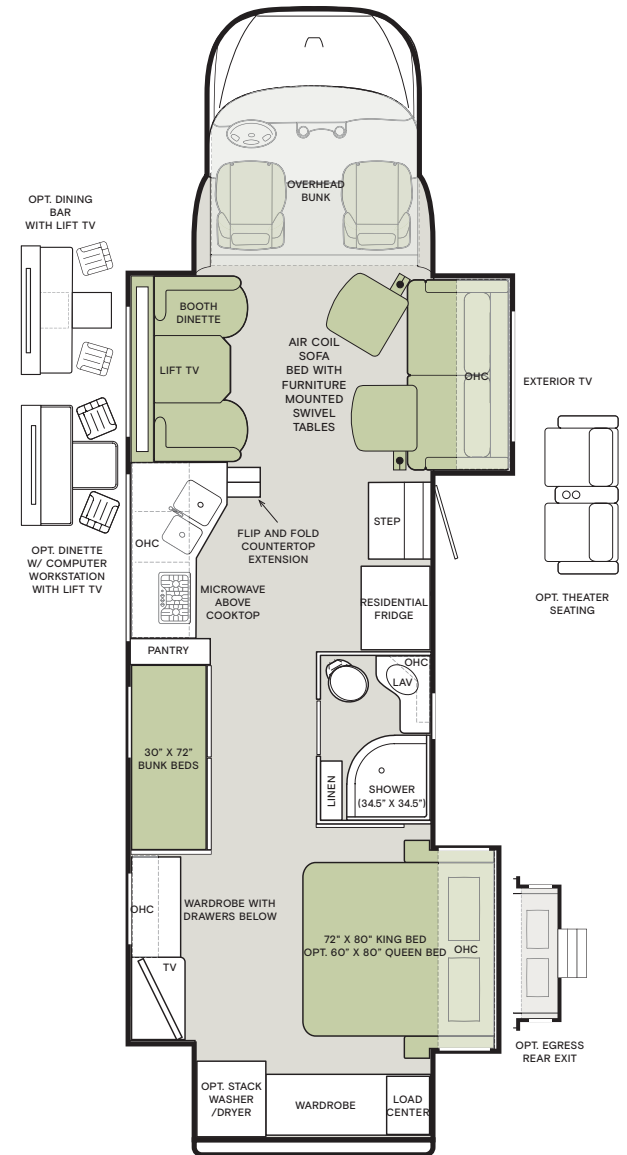 OVERHEAD
BUNK
OPT. DINING
BAR
WITH LIFT TV
BOOTH
DINETTE
LIFT TV
AIR COIL
SOFA
BED WITH
FURNITURE
MOUNTED
SWIVEL
TABLES
OHC
EXTERIOR TV
OPT. DINETTE
W/ COMPUTER
WORKSTATION
WITH LIFT TV
OHC
FLIP AND FOLD
COUNTERTOP
EXTENSION
STEP
MICROWAVE
ABOVE
COOKTOP
RESIDENTIAL
FRIDGE
OPT. THEATER
SEATING
PANTRY
OHC
LAV
30" X 72"
BUNK BEDS
LINEN
SHOWER
(34.5" X 34.5")
OHC
WARDROBE WITH
DRAWERS BELOW
TV
72" X 80" KING BED
OPT. 60" X 80" QUEEN BED
OHC
OPT. EGRESS
REAR EXIT
OPT. STACK
WASHER
/DRYER
WARDROBE
LOAD
CENTER